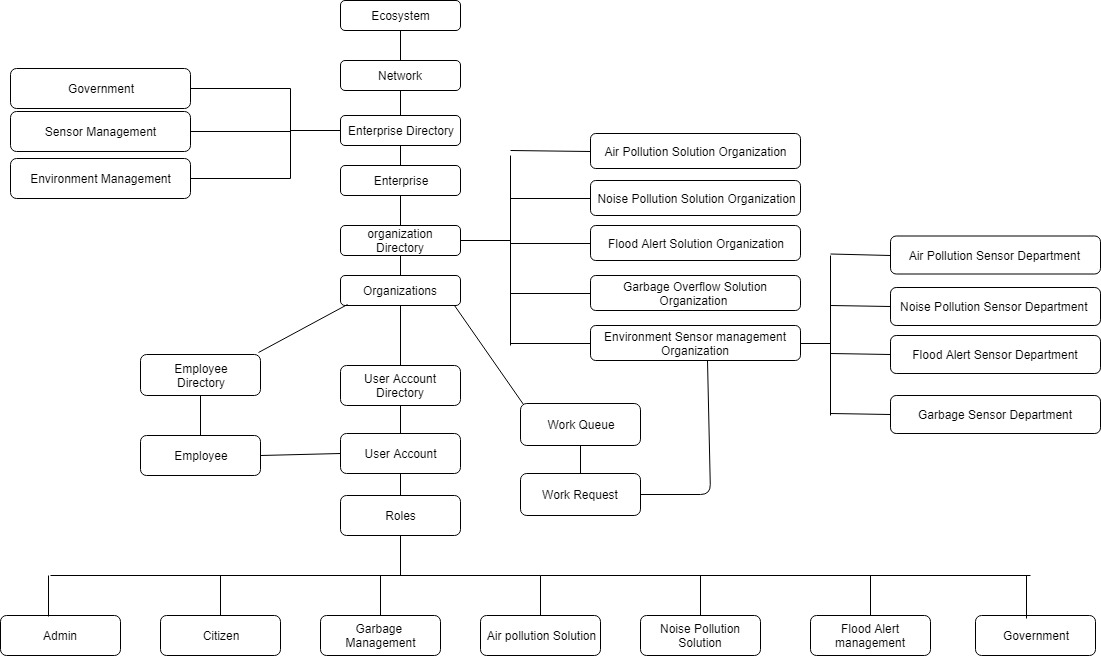 Ecosystem
Network
Government
Sensor Management
Environment Management
Enterprise Directory
Enterprise
organization
Directory
Organizations
Air Pollution Solution Organization
Noise Pollution Solution Organization
Flood Alert Solution Organization
Garbage Overflow Solution
Organization
Environment Sensor management
Organization
Air Pollution Sensor Department
Noise Pollution Sensor Department
Flood Alert Sensor Department
Garbage Sensor Department
Employee
Directory
User Account
Directory
Work Queue
Employee
User Account
Work Request
Roles
Admin
Citizen
Garbage
Management
Air pollution Solution
Noise Pollution
Solution
Flood Alert
management
Government